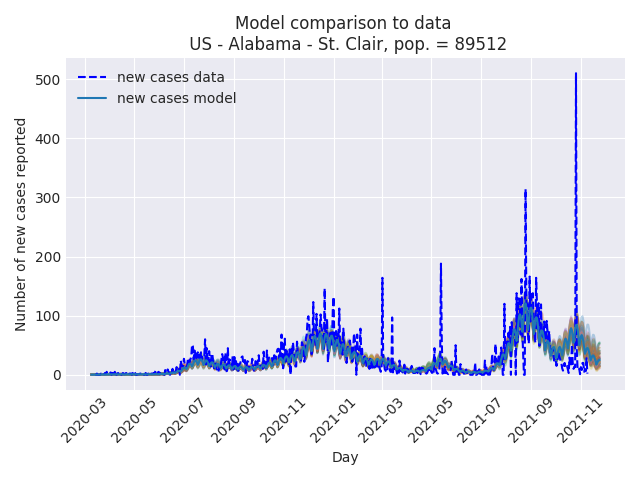 Model comparison to data
US - Alabama - St. Clair, pop. = 89512
new cases data
new cases model
Number of new cases reported
500
400
300
200
100
0
2020-03
2020-05
2020-07
2020-09
2020-11
2021-01
2021-03
2021-05
2021-07
2021-09
2021-11
Day